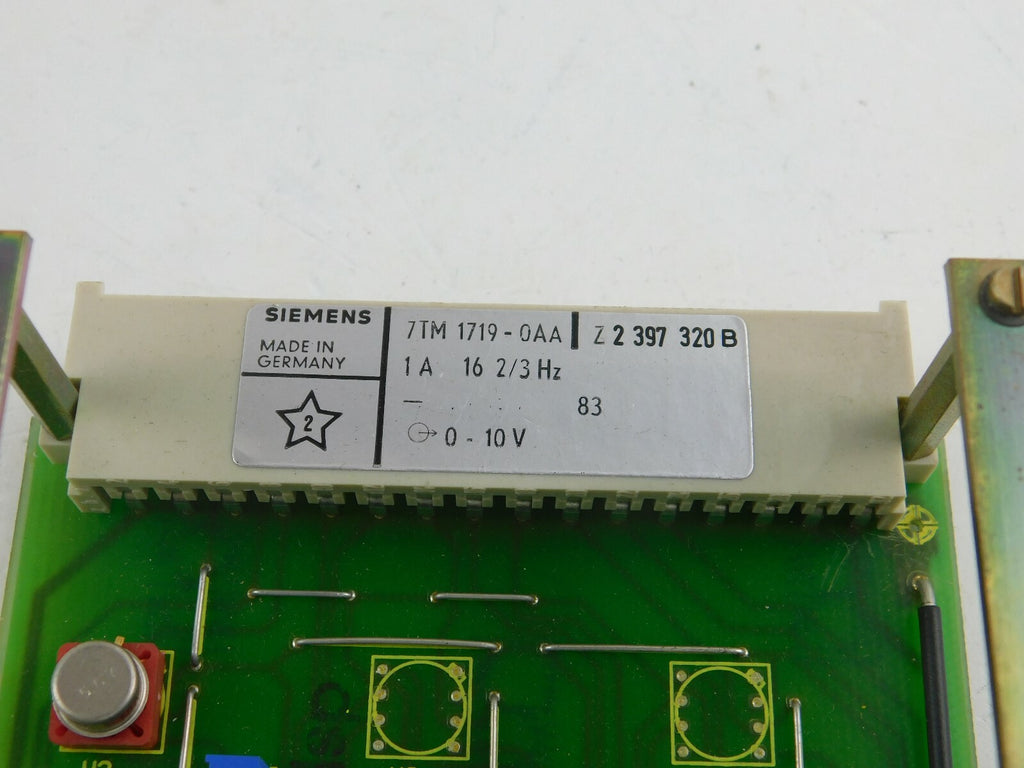 SIEMENS
MADE IN
GERMANY
2
7TM 1719-0AA
Z 2 397 320 B
1 A 16 2/3 Hz
– . . . . 83
0 - 10 V